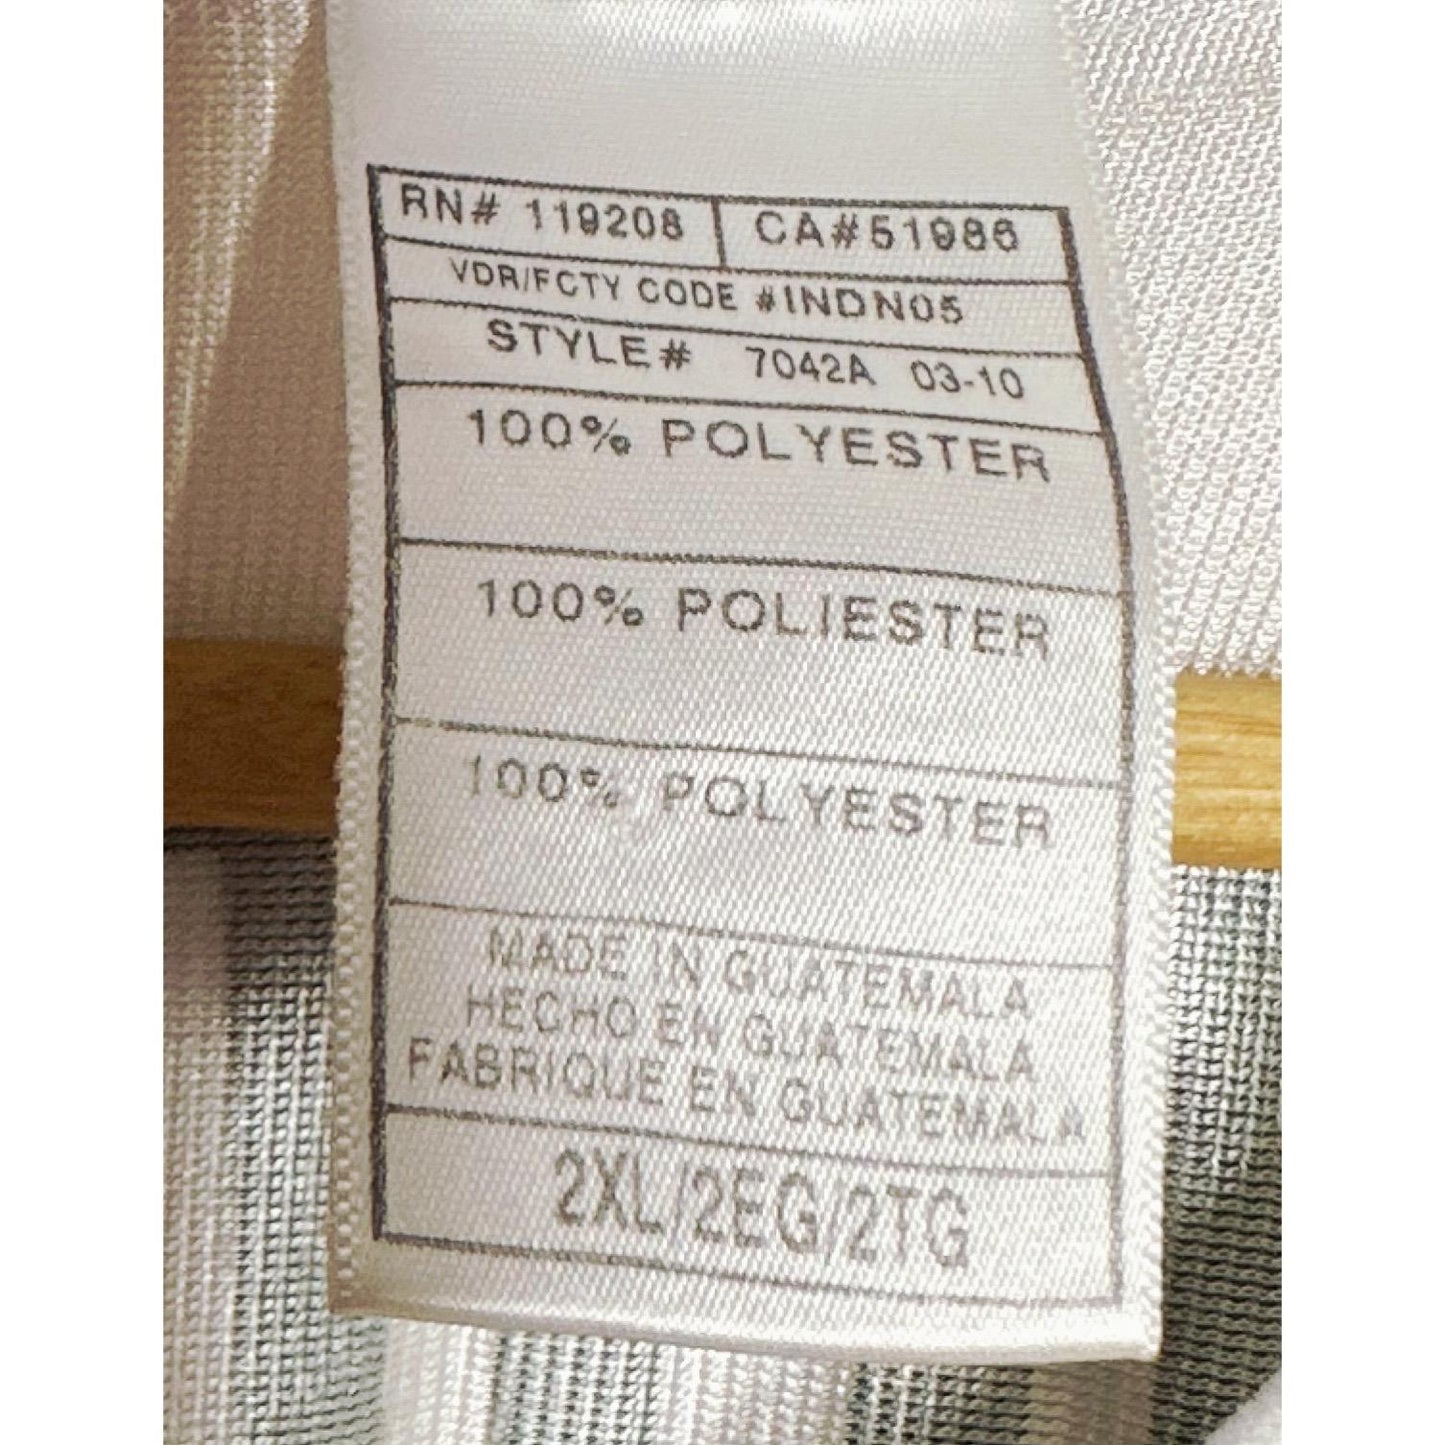 RN# 119208 CA#51986
VDR/FCTY CODE #INDN05
STYLE# 7042A 03-10
100% POLYESTER
100% POLIESTER
100% POLYESTER
MADE IN GUATEMALA
HECHO EN GUATEMALA
FABRIQUE EN GUATEMALA
2XL/2EG/2TG